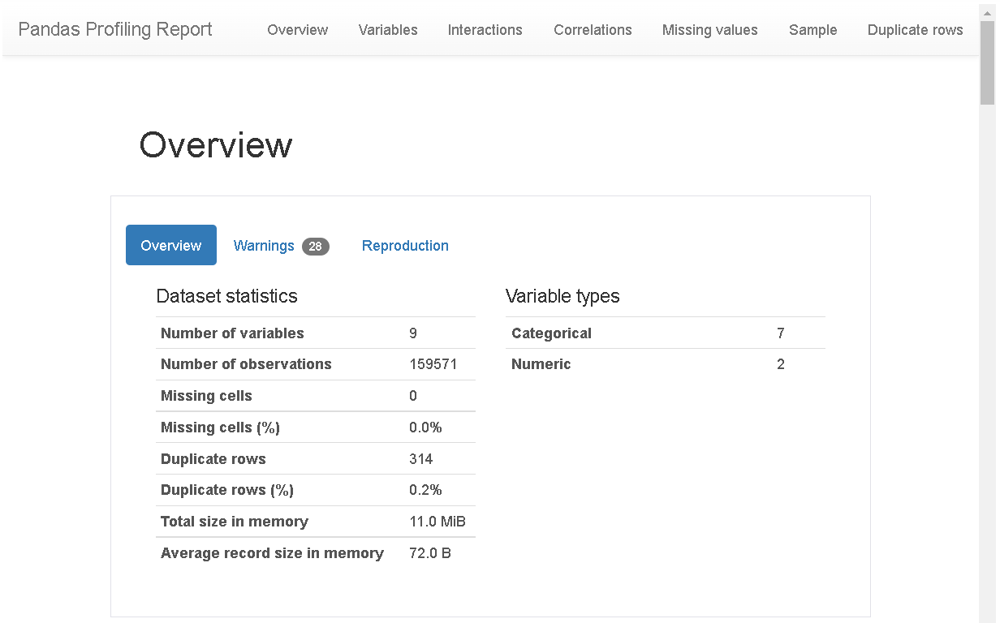 Pandas Profiling Report Overview Variables Interactions Correlations Missing values Sample Duplicate rows
Overview
Overview Warnings 28 Reproduction
Dataset statistics
Number of variables 9
Number of observations 159571
Missing cells 0
Missing cells (%) 0.0%
Duplicate rows 314
Duplicate rows (%) 0.2%
Total size in memory 11.0 MiB
Average record size in memory 72.0 B
Variable types
Categorical 7
Numeric 2